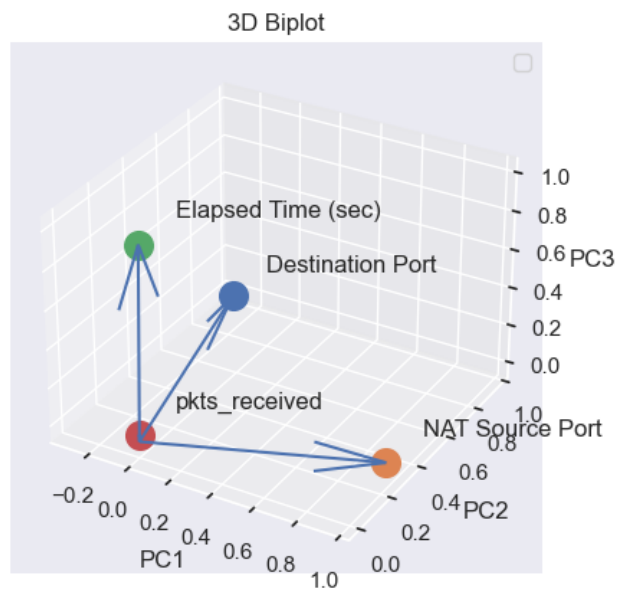 3D Biplot
Elapsed Time (sec)
Destination Port
pkts_received
NAT Source Port
1.0
0.8
0.6
0.4
0.2
0.0
PC3
1.0
0.8
0.6
0.4
0.2
0.0
PC2
−0.2
0.0
0.2
0.4
0.6
0.8
1.0
PC1